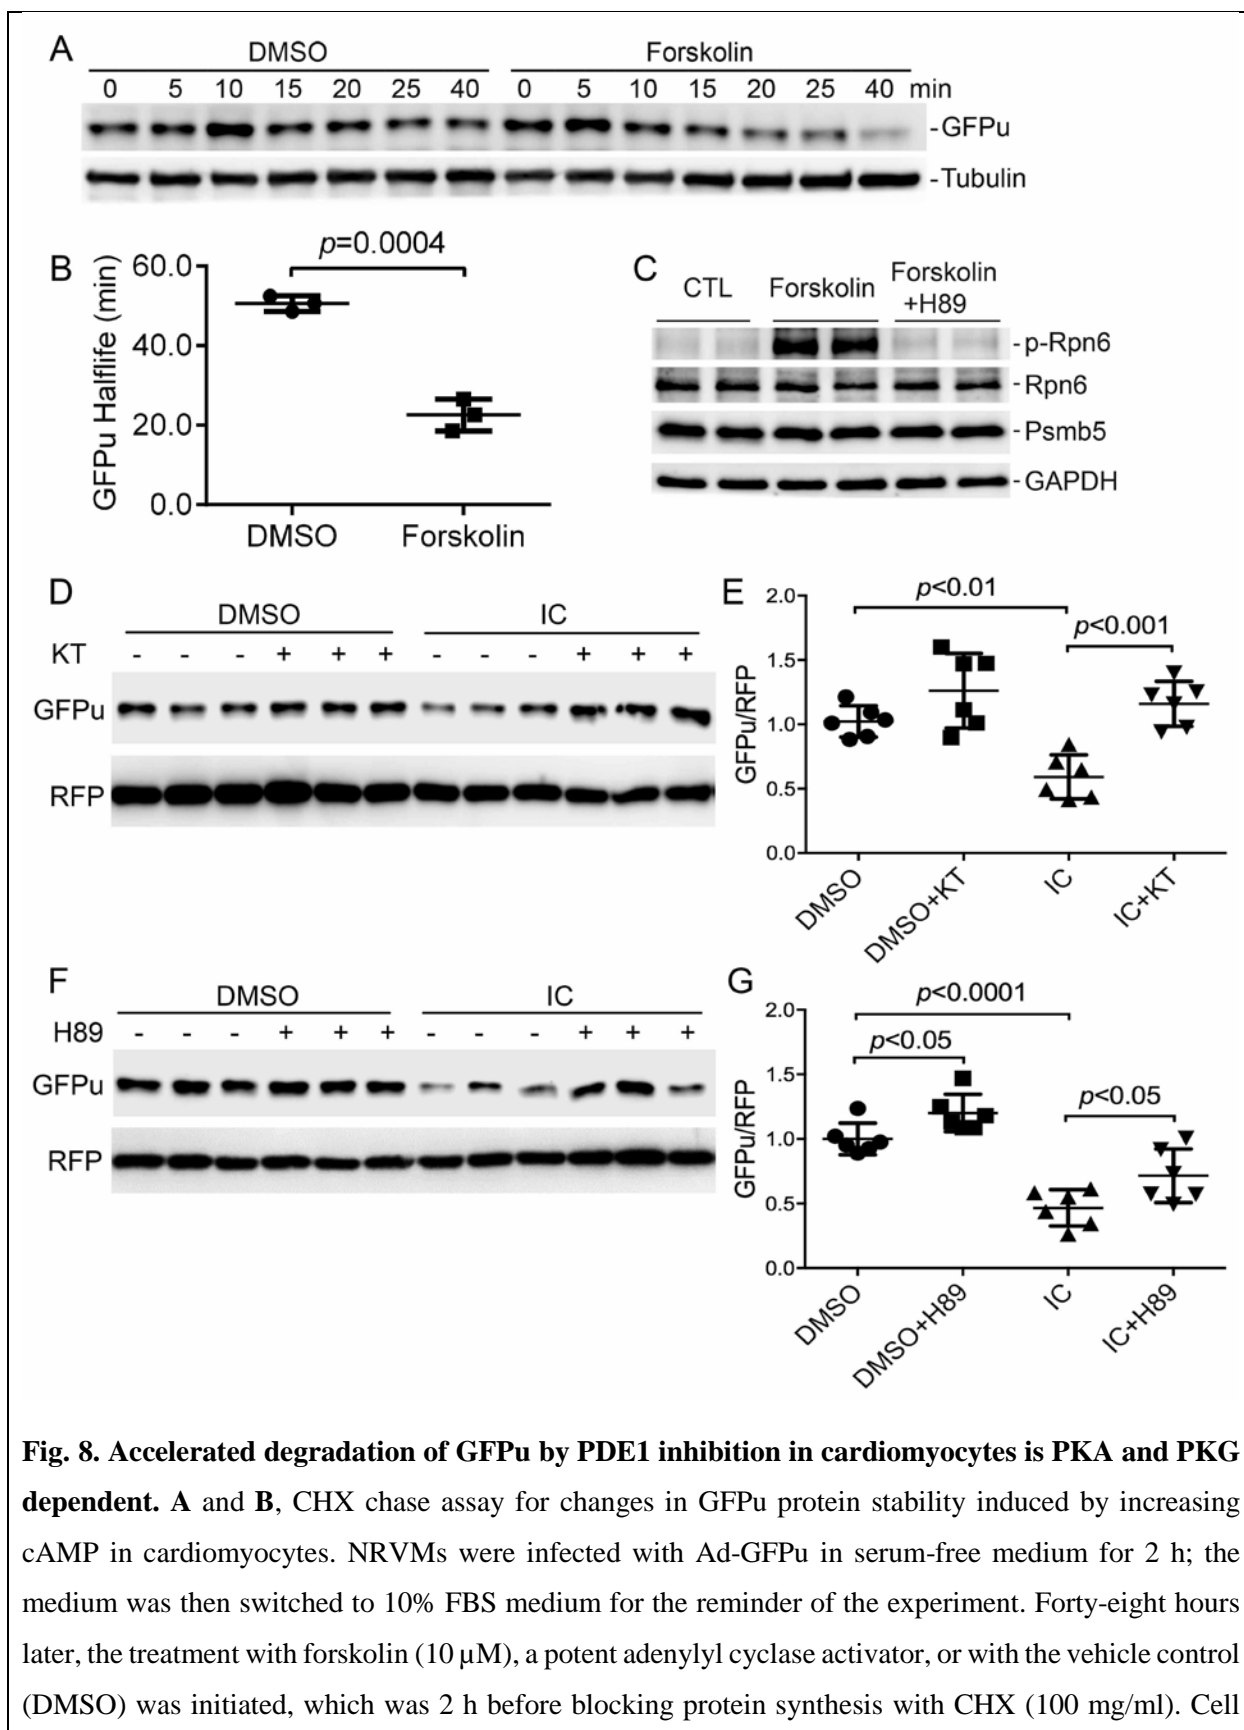 A
DMSO Forskolin
0 5 10 15 20 25 40 0 5 10 15 20 25 40 min
-GFPu
-Tubulin
B
p=0.0004
GFPu Halflife (min)
60.0
40.0
20.0
0.0
DMSO Forskolin
C
CTL Forskolin Forskolin
+H89
-p-Rpn6
-Rpn6
-Psmb5
-GAPDH
D
DMSO IC
KT - - - + + + - - - + + +
GFPu
RFP
E
p<0.01
p<0.001
GFPu/RFP
2.0
1.5
1.0
0.5
0.0
DMSO
DMSO+KT
IC
IC+KT
F
DMSO IC
H89 - - - + + + - - - + + +
GFPu
RFP
G
p<0.0001
p<0.05
p<0.05
GFPu/RFP
2.0
1.5
1.0
0.5
0.0
DMSO
DMSO+H89
IC
IC+H89
Fig. 8. Accelerated degradation of GFPu by PDE1 inhibition in cardiomyocytes is PKA and PKG
dependent. A and B, CHX chase assay for changes in GFPu protein stability induced by increasing
cAMP in cardiomyocytes. NRVMs were infected with Ad-GFPu in serum-free medium for 2 h; the
medium was then switched to 10% FBS medium for the reminder of the experiment. Forty-eight hours
later, the treatment with forskolin (10 µM), a potent adenylyl cyclase activator, or with the vehicle control
(DMSO) was initiated, which was 2 h before blocking protein synthesis with CHX (100 mg/ml). Cell